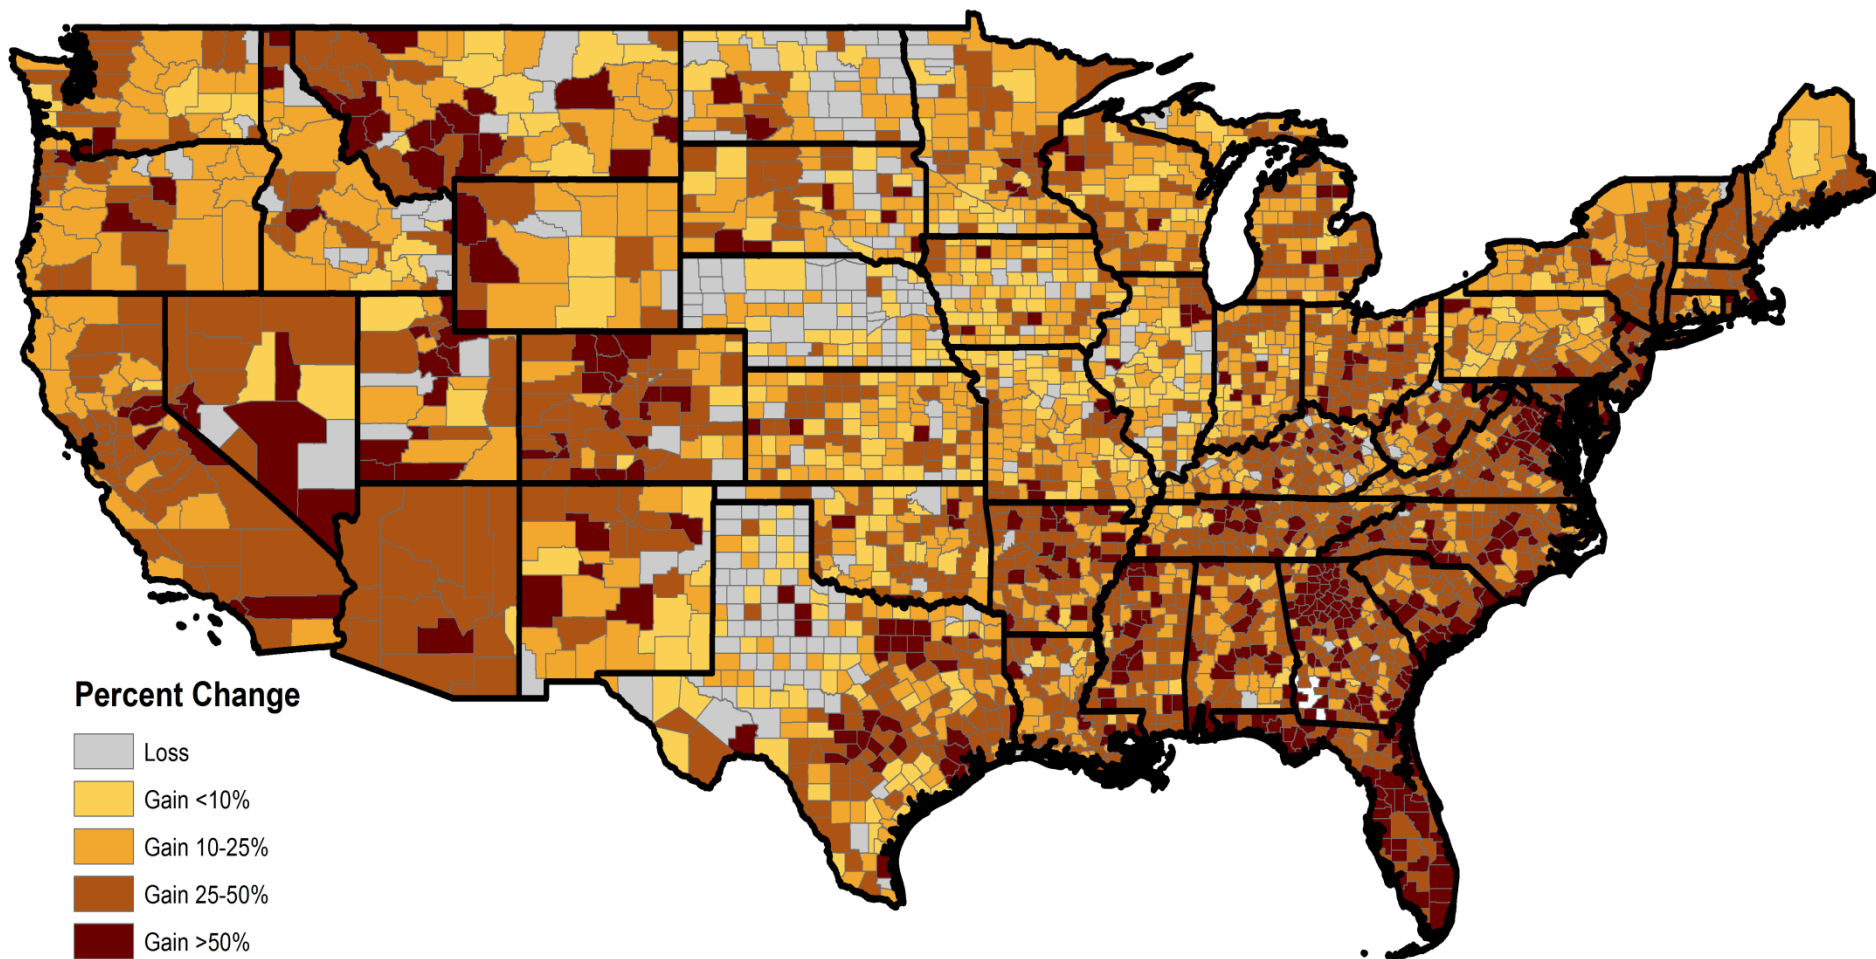 Percent Change
Loss
Gain <10%
Gain 10-25%
Gain 25-50%
Gain >50%